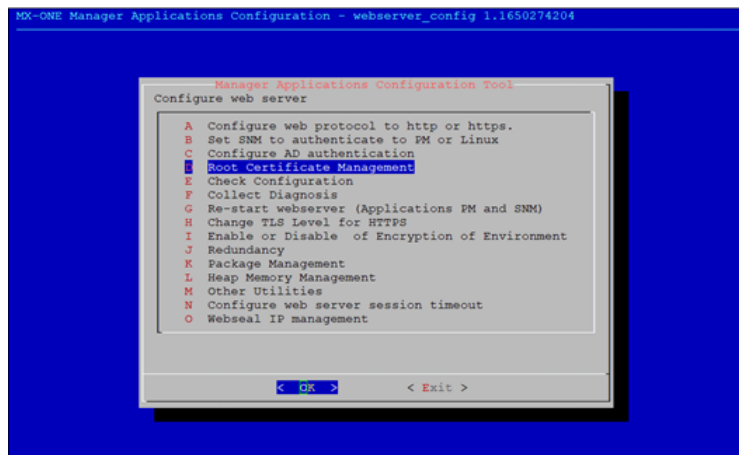 MX-ONE Manager Applications Configuration - webserver_config 1.1650274204
Manager Applications Configuration Tool
Configure web server
A Configure web protocol to http or https.
B Set SNM to authenticate to PM or Linux
C Configure AD authentication
D Root Certificate Management
E Check Configuration
F Collect Diagnosis
G Re-start webserver (Applications PM and SNM)
H Change TLS Level for HTTPS
I Enable or Disable of Encryption of Environment
J Redundancy
K Package Management
L Heap Memory Management
M Other Utilities
N Configure web server session timeout
O Webseal IP management
< OK > < Exit >